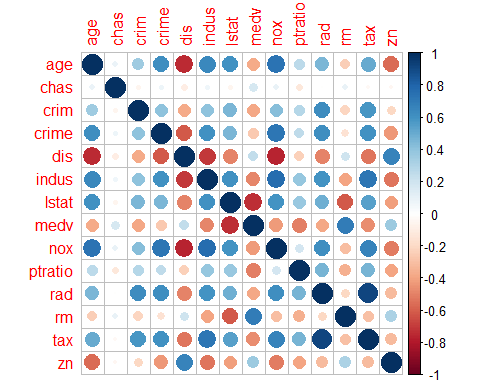 age chas crim crime dis indus lstat medv nox ptratio rad rm tax zn
age
chas
crim
crime
dis
indus
lstat
medv
nox
ptratio
rad
rm
tax
zn
1
0.8
0.6
0.4
0.2
0
-0.2
-0.4
-0.6
-0.8
-1